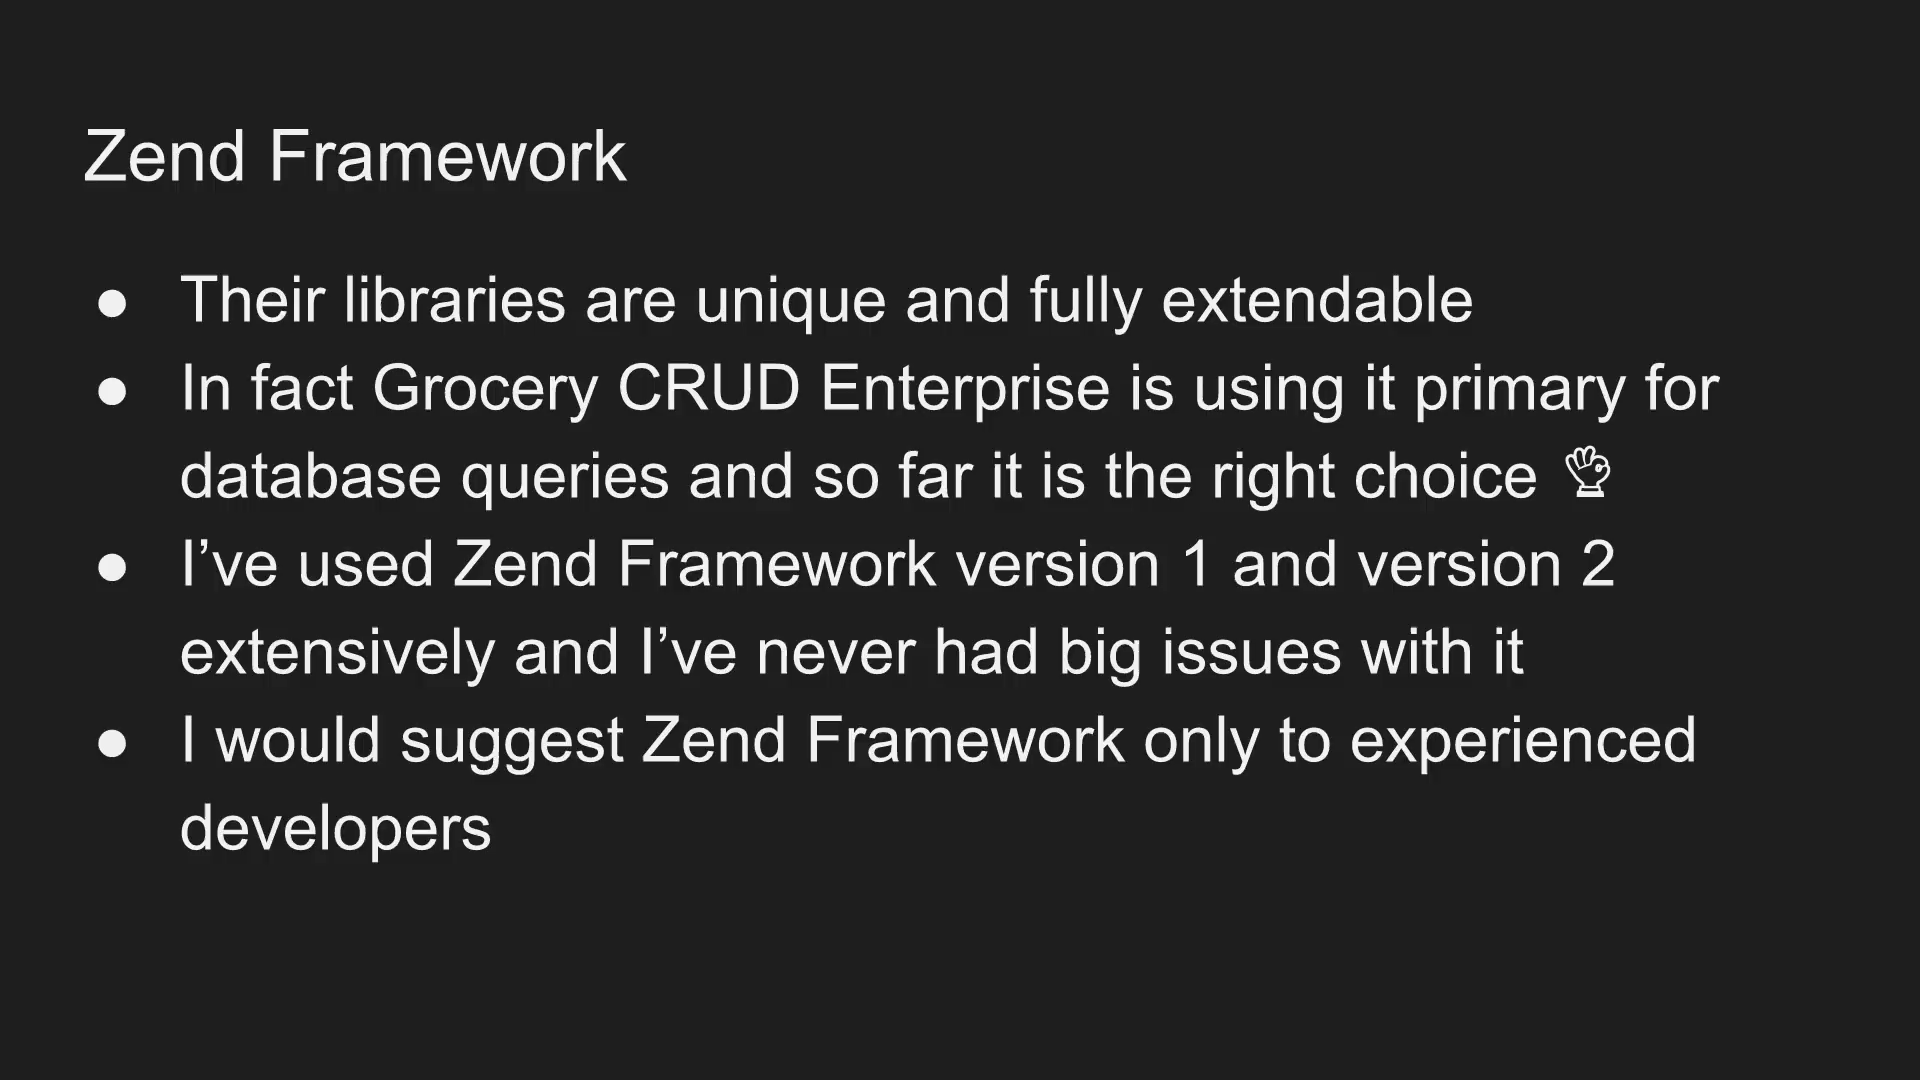 Zend Framework
● Their libraries are unique and fully extendable
● In fact Grocery CRUD Enterprise is using it primary for
database queries and so far it is the right choice 👌
● I’ve used Zend Framework version 1 and version 2
extensively and I’ve never had big issues with it
● I would suggest Zend Framework only to experienced
developers